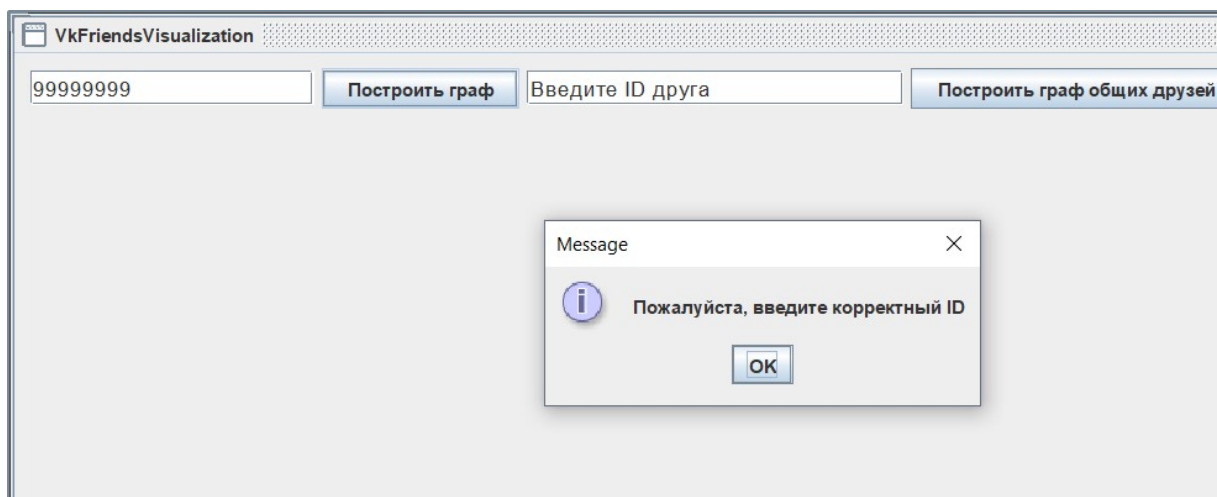 VkFriendsVisualization
99999999 Построить граф Введите ID друга Построить граф общих друзей
Message
i Пожалуйста, введите корректный ID
OK